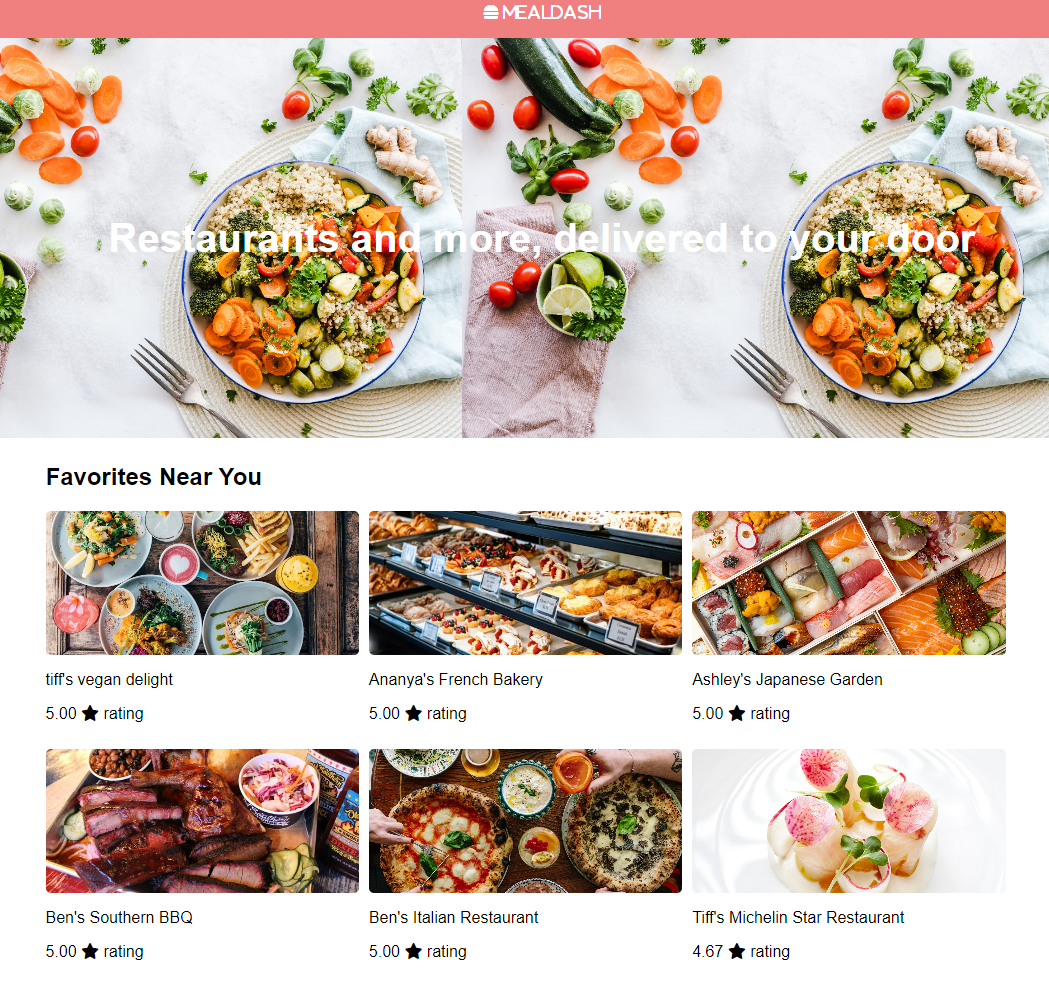 MEALDASH
Restaurants and more, delivered to your door
Favorites Near You
tiff's vegan delight
Ananya's French Bakery
Ashley's Japanese Garden
5.00 rating
5.00 rating
5.00 rating
Ben's Southern BBQ
Ben's Italian Restaurant
Tiff's Michelin Star Restaurant
5.00 rating
5.00 rating
4.67 rating